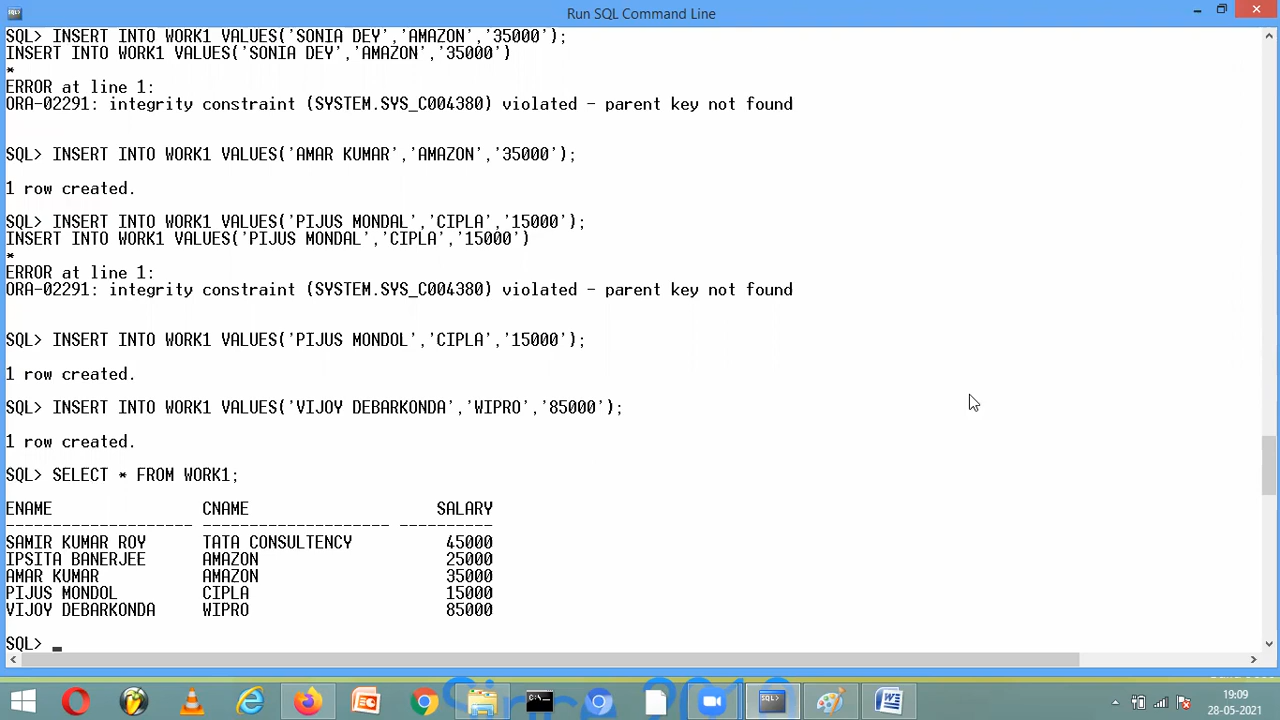 Run SQL Command Line
SQL> INSERT INTO WORK1 VALUES('SONIA DEY','AMAZON','35000');
INSERT INTO WORK1 VALUES('SONIA DEY','AMAZON','35000')
*
ERROR at line 1:
ORA-02291: integrity constraint (SYSTEM.SYS_C004380) violated - parent key not found
SQL> INSERT INTO WORK1 VALUES('AMAR KUMAR','AMAZON','35000');
1 row created.
SQL> INSERT INTO WORK1 VALUES('PIJUS MONDAL','CIPLA','15000');
INSERT INTO WORK1 VALUES('PIJUS MONDAL','CIPLA','15000')
*
ERROR at line 1:
ORA-02291: integrity constraint (SYSTEM.SYS_C004380) violated - parent key not found
SQL> INSERT INTO WORK1 VALUES('PIJUS MONDOL','CIPLA','15000');
1 row created.
SQL> INSERT INTO WORK1 VALUES('VIJOY DEBARKONDA','WIPRO','85000');
1 row created.
SQL> SELECT * FROM WORK1;
ENAME CNAME SALARY
-------------------- -------------------- ----------
SAMIR KUMAR ROY TATA CONSULTENCY 45000
IPSITA BANERJEE AMAZON 25000
AMAR KUMAR AMAZON 35000
PIJUS MONDOL CIPLA 15000
VIJOY DEBARKONDA WIPRO 85000
SQL> _
19:09
28-05-2021